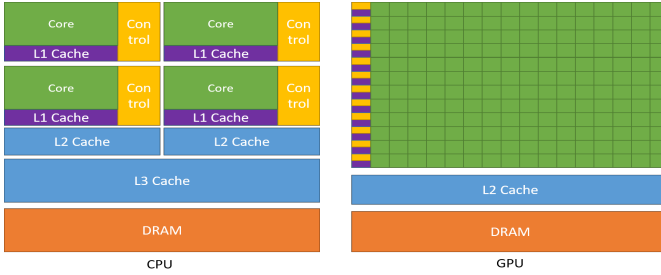 Core
Con
trol
L1 Cache
Core
Con
trol
L1 Cache
Core
Con
trol
L1 Cache
Core
Con
trol
L1 Cache
L2 Cache
L2 Cache
L3 Cache
DRAM
CPU
L2 Cache
DRAM
GPU